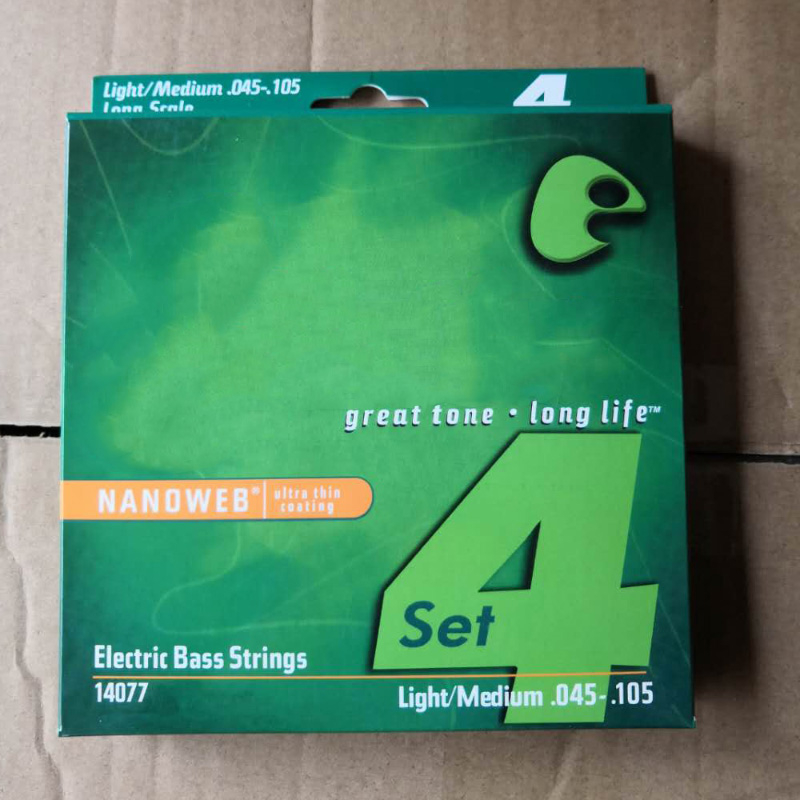 Light/Medium .045-.105
Long Scale
4
e
great tone • long life™
NANOWEB®
ultra thin
coating
4
Set
Electric Bass Strings
14077
Light/Medium .045-.105